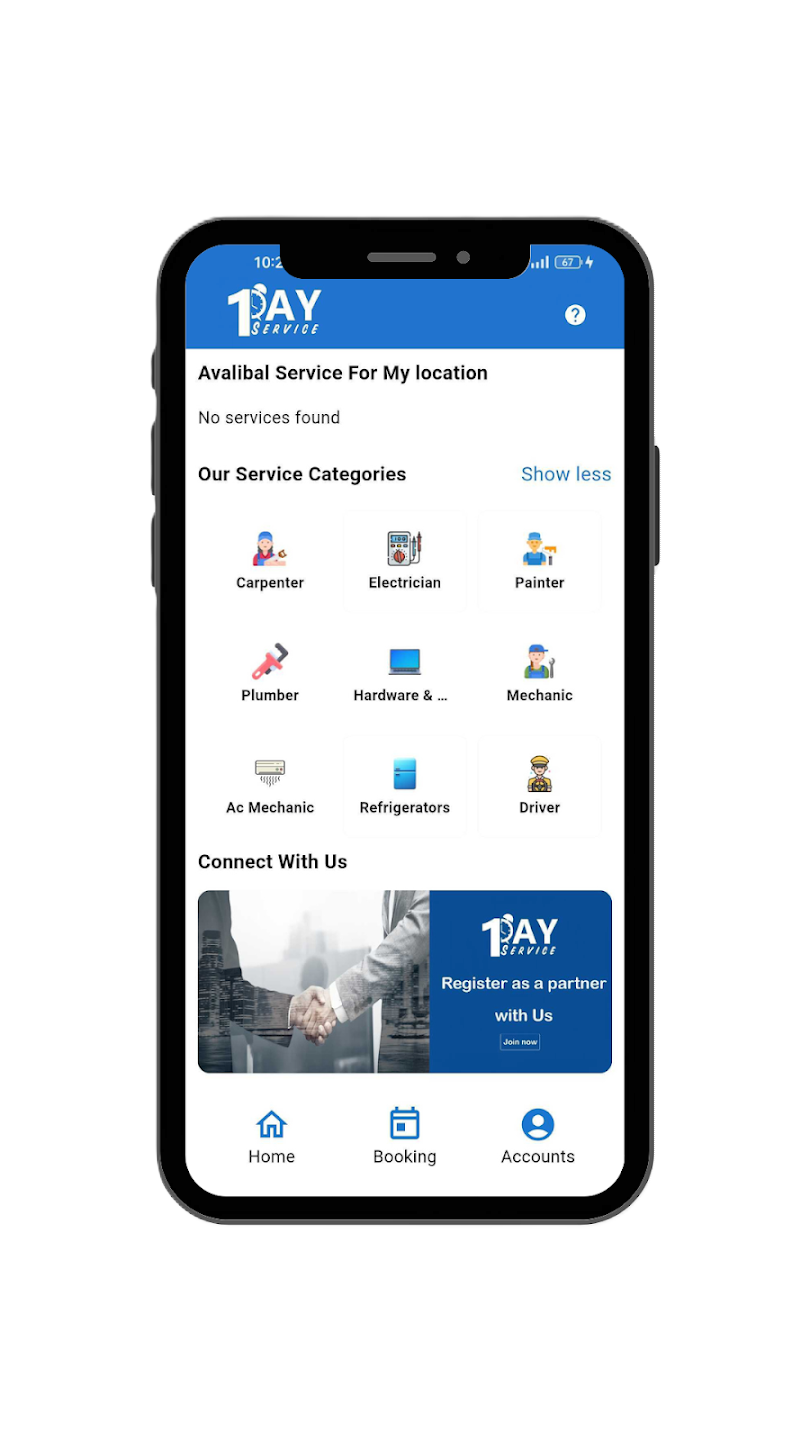 67
1DAY
SERVICE
Avalibal Service For My location
No services found
Our Service Categories Show less
Carpenter Electrician Painter
Plumber Hardware & ... Mechanic
Ac Mechanic Refrigerators Driver
Connect With Us
1DAY
SERVICE
Register as a partner
with Us
Join now
Home Booking Accounts